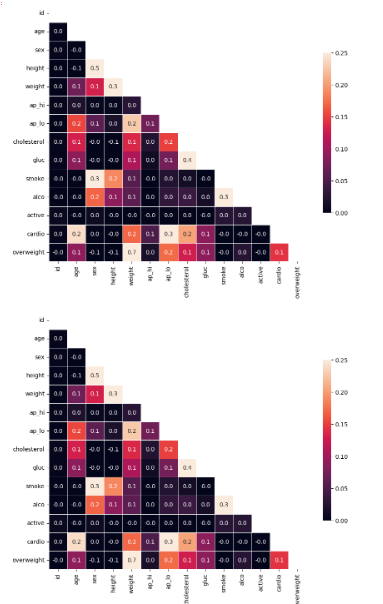 id
age 0.0
sex 0.0 -0.0
height 0.0 -0.1 0.5
weight 0.0 0.1 0.1 0.3
ap_hi 0.0 0.0 0.0 0.0 0.0
ap_lo 0.0 0.2 0.1 0.0 0.2 0.1
cholesterol 0.0 0.1 -0.0 -0.1 0.1 0.0 0.2
gluc 0.0 0.1 -0.0 -0.0 0.1 0.0 0.1 0.4
smoke -0.0 -0.0 0.3 0.2 0.1 -0.0 0.0 0.0 -0.0
alco 0.0 -0.0 0.2 0.1 0.1 0.0 0.0 0.0 0.0 0.3
active 0.0 -0.0 0.0 -0.0 -0.0 -0.0 -0.0 0.0 -0.0 0.0 0.0
cardio 0.0 0.2 0.0 -0.0 0.2 0.1 0.3 0.2 0.1 -0.0 -0.0 -0.0
overweight -0.0 0.1 -0.1 -0.1 0.7 0.0 0.2 0.1 0.1 -0.0 0.0 -0.0 0.1
id age sex height weight ap_hi ap_lo cholesterol gluc smoke alco active cardio overweight
0.25
0.20
0.15
0.10
0.05
0.00
id
age 0.0
sex 0.0 -0.0
height 0.0 -0.1 0.5
weight 0.0 0.1 0.1 0.3
ap_hi 0.0 0.0 0.0 0.0 0.0
ap_lo 0.0 0.2 0.1 0.0 0.2 0.1
cholesterol 0.0 0.1 -0.0 -0.1 0.1 0.0 0.2
gluc 0.0 0.1 -0.0 -0.0 0.1 0.0 0.1 0.4
smoke -0.0 -0.0 0.3 0.2 0.1 -0.0 0.0 0.0 -0.0
alco 0.0 -0.0 0.2 0.1 0.1 0.0 0.0 0.0 0.0 0.3
active 0.0 -0.0 0.0 -0.0 -0.0 -0.0 -0.0 0.0 -0.0 0.0 0.0
cardio 0.0 0.2 0.0 -0.0 0.2 0.1 0.3 0.2 0.1 -0.0 -0.0 -0.0
overweight -0.0 0.1 -0.1 -0.1 0.7 0.0 0.2 0.1 0.1 -0.0 0.0 -0.0 0.1
id age sex height weight ap_hi ap_lo cholesterol gluc smoke alco active cardio overweight
0.25
0.20
0.15
0.10
0.05
0.00